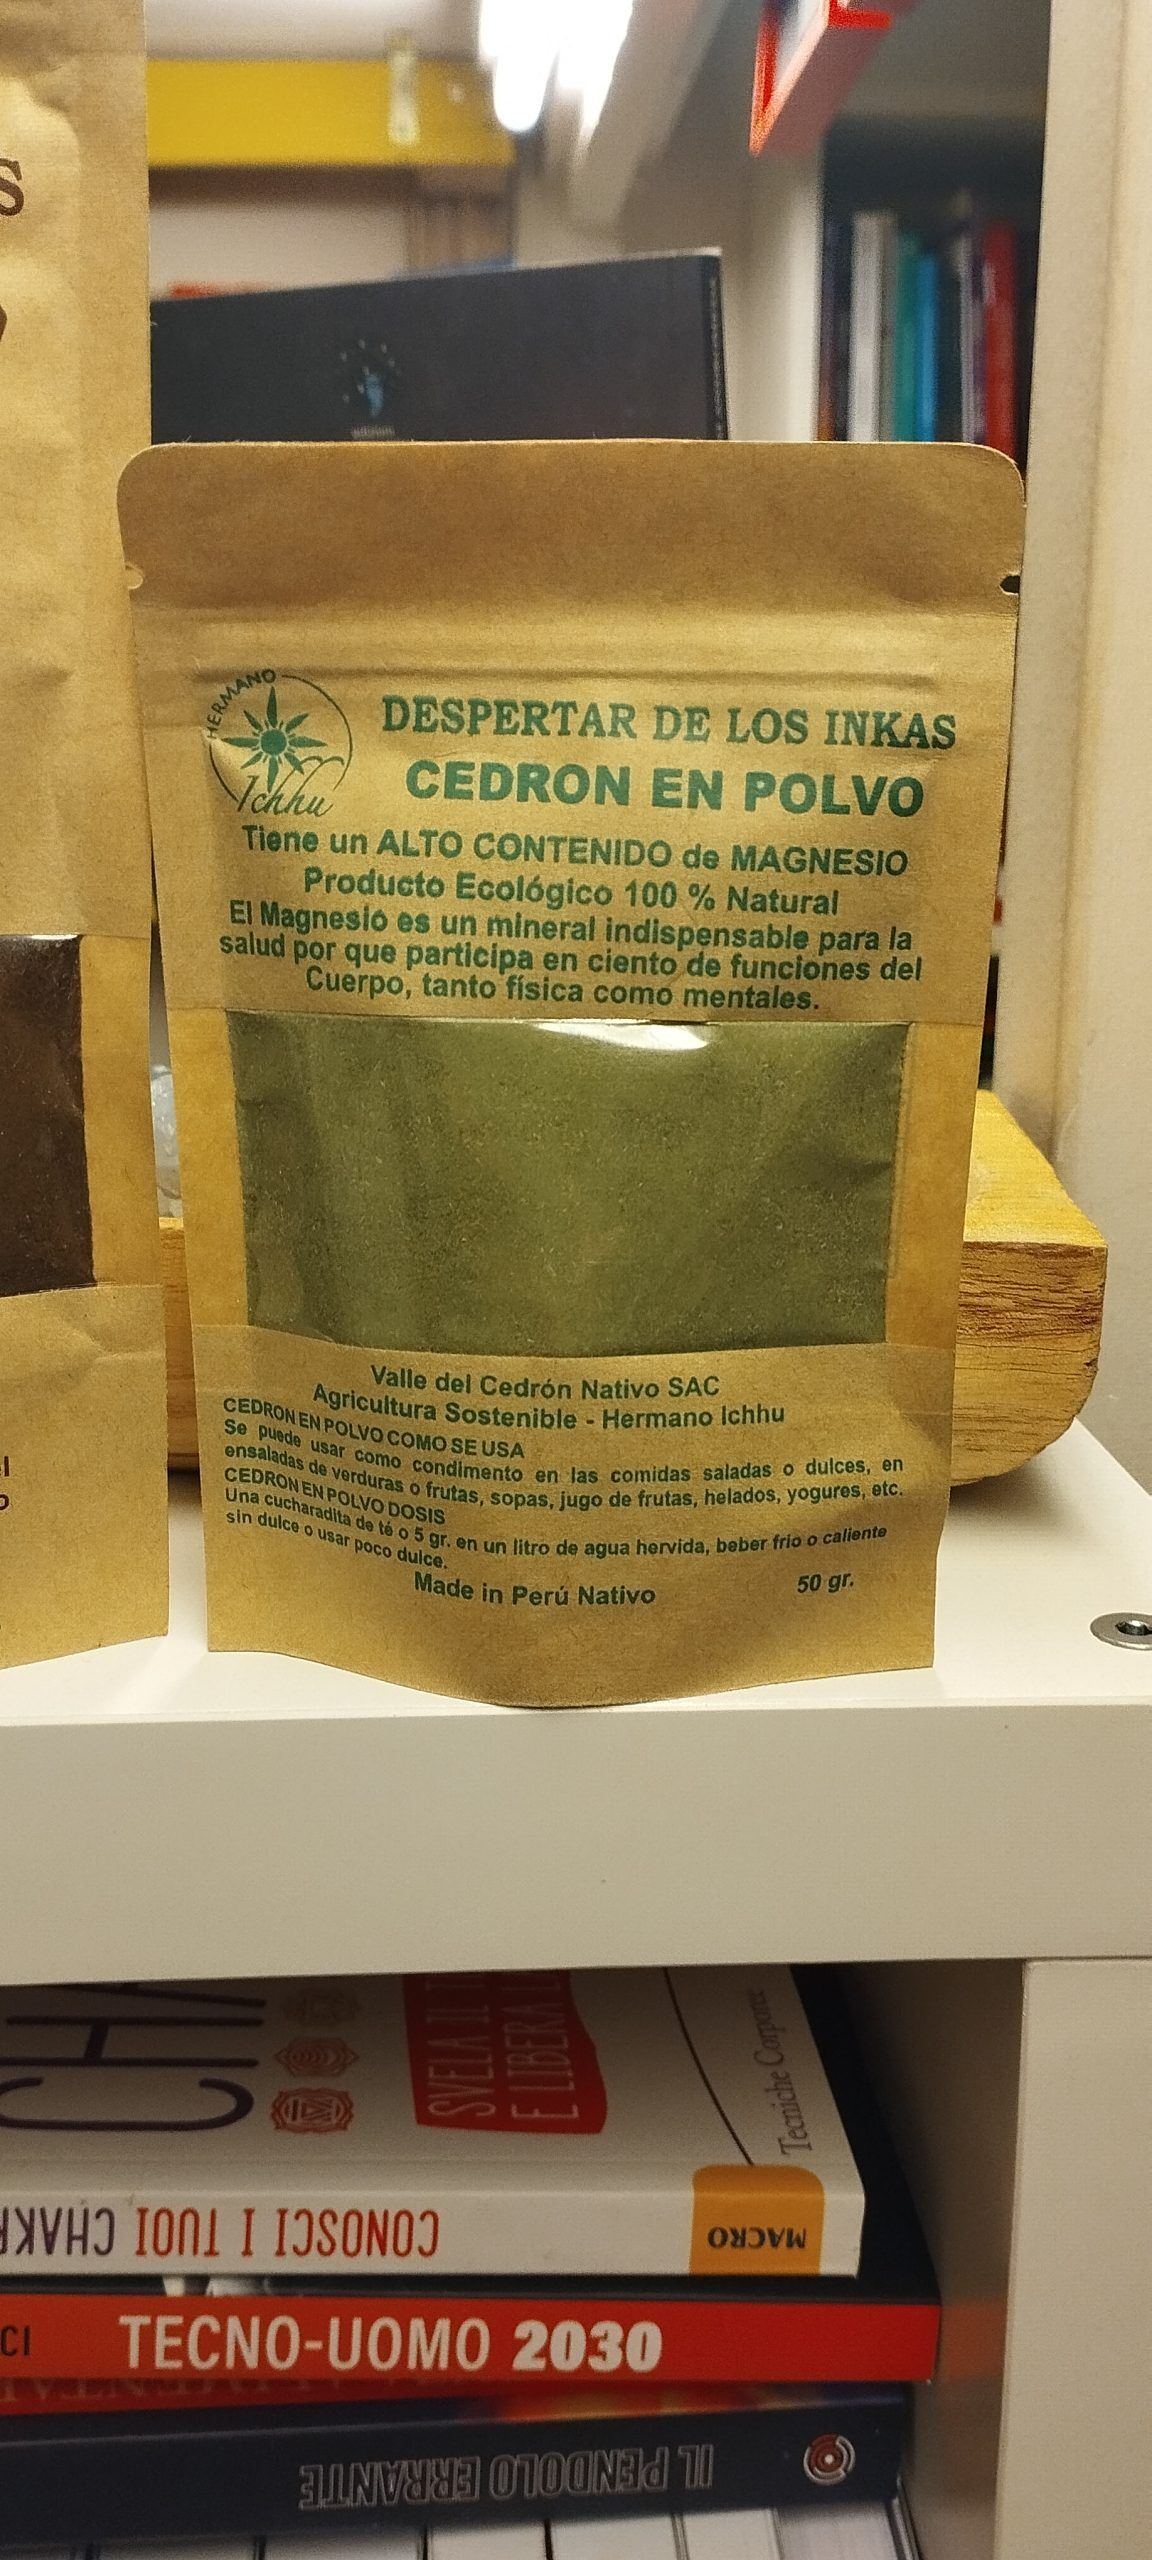 S
HERMANO
Ichhu
DESPERTAR DE LOS INKAS
CEDRON EN POLVO
Tiene un ALTO CONTENIDO de MAGNESIO
Producto Ecológico 100 % Natural
El Magnesio es un mineral indispensable para la
salud por que participa en ciento de funciones del
Cuerpo, tanto física como mentales.
Valle del Cedrón Nativo SAC
Agricultura Sostenible - Hermano Ichhu
CEDRON EN POLVO COMO SE USA
Se puede usar como condimento en las comidas saladas o dulces, en
ensaladas de verduras o frutas, sopas, jugo de frutas, helados, yogures, etc.
CEDRON EN POLVO DOSIS
Una cucharadita de té o 5 gr. en un litro de agua hervida, beber frio o caliente
sin dulce o usar poco dulce.
Made in Perú Nativo
50 gr.
CHA
SVELA IL T
E LIBERA L
Tecniche Corporee
CONOSCI I TUOI CHAKR
MACRO
CI
TECNO-UOMO 2030
IL PENDOLO ERRANTE